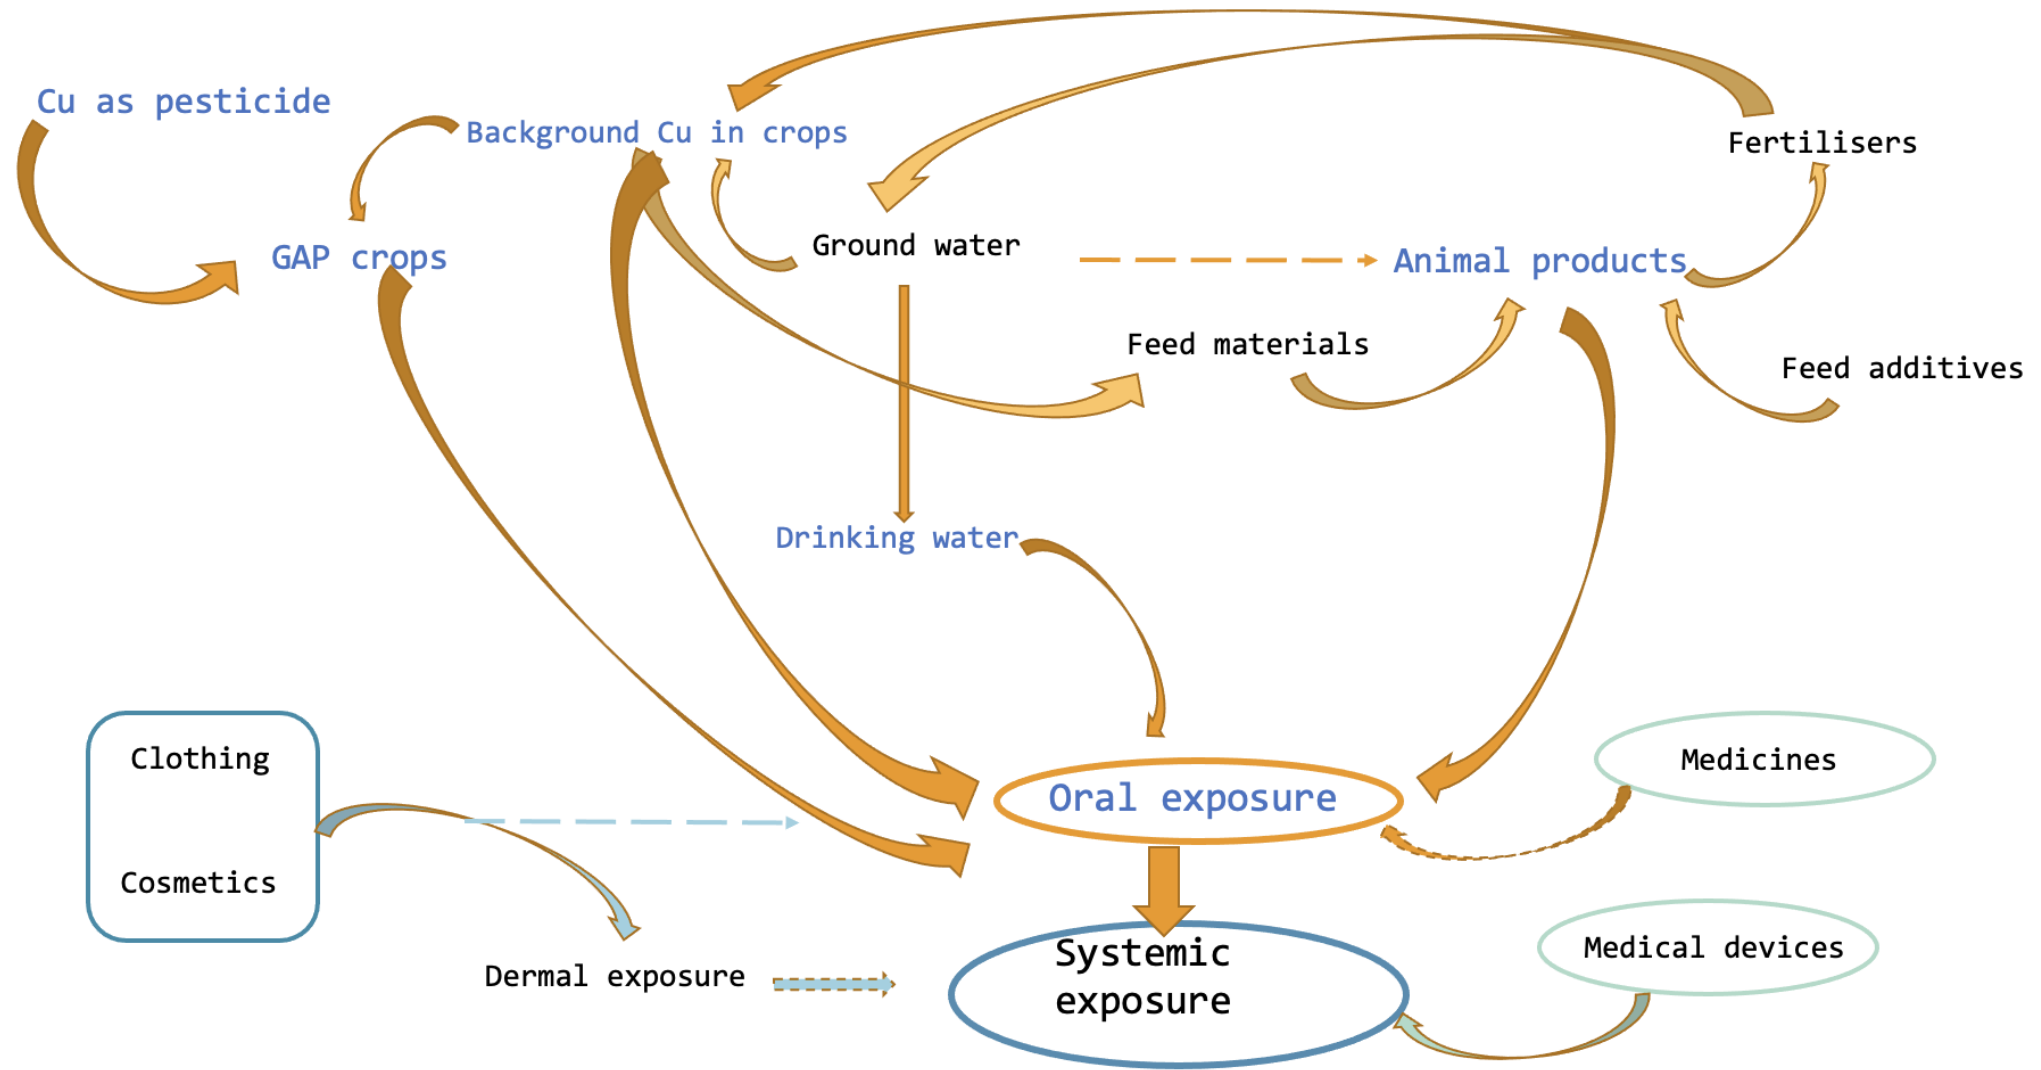 Cu as pesticide
Background Cu in crops
Fertilisers
GAP crops
Ground water
Animal products
Feed materials
Feed additives
Drinking water
Clothing
Cosmetics
Oral exposure
Medicines
Dermal exposure
Systemic
exposure
Medical devices